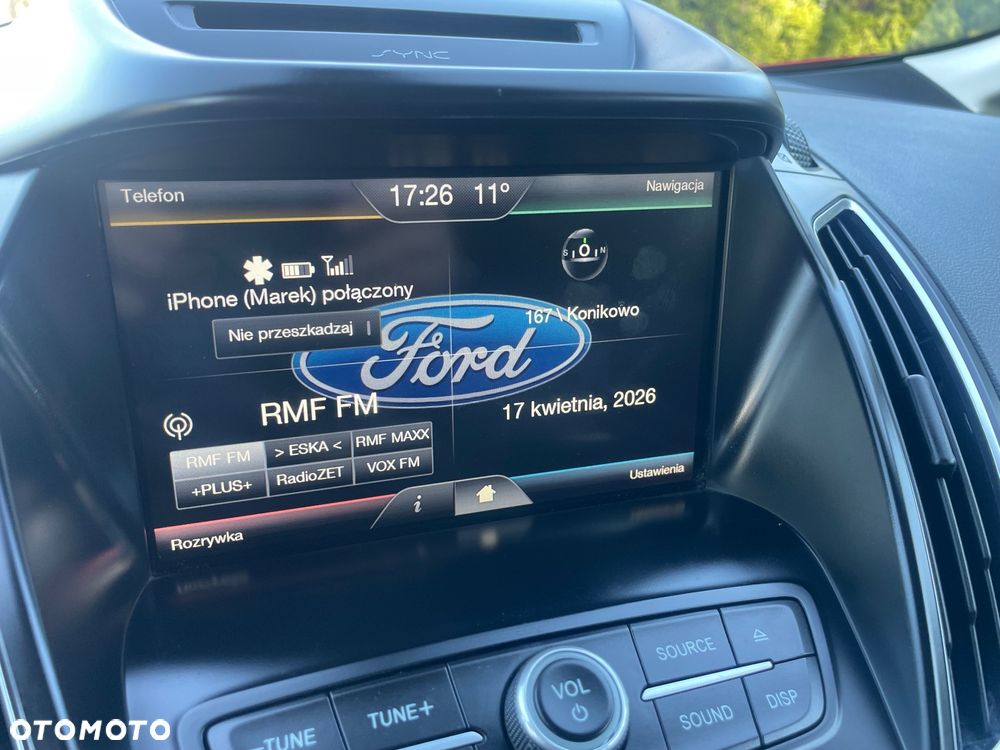 SYNC
Telefon
17:26 11°
Nawigacja
S O N
iPhone (Marek) połączony
Nie przeszkadzaj
Ford
167 \ Konikowo
RMF FM
17 kwietnia, 2026
RMF FM
> ESKA <
RMF MAXX
+PLUS+
RadioZET
VOX FM
Ustawienia
i
Rozrywka
-TUNE
TUNE+
VOL
SOURCE
SOUND
DISP
OTOMOTO